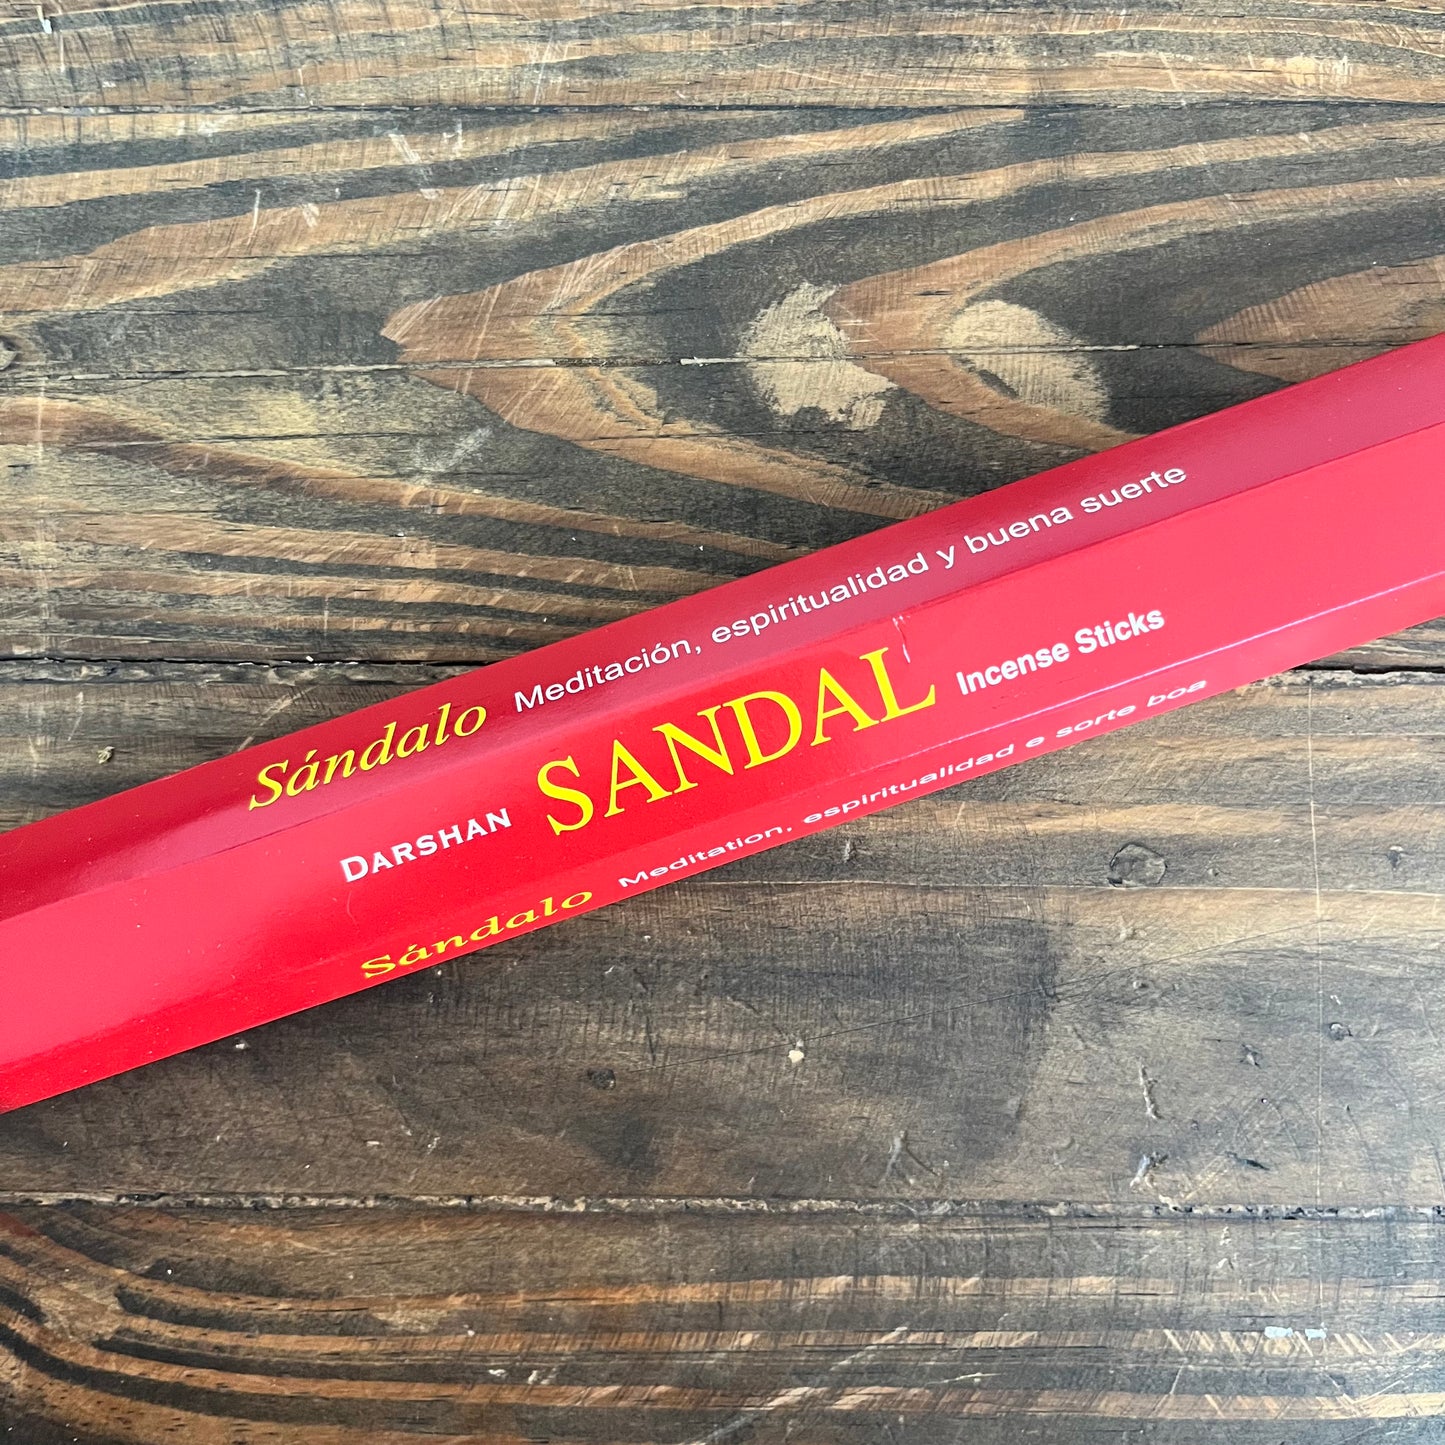 Sándalo Meditación, espiritualidad y buena suerte
DARSHAN SANDAL Incense Sticks
Sándalo Meditation, espiritualidad e sorte boa